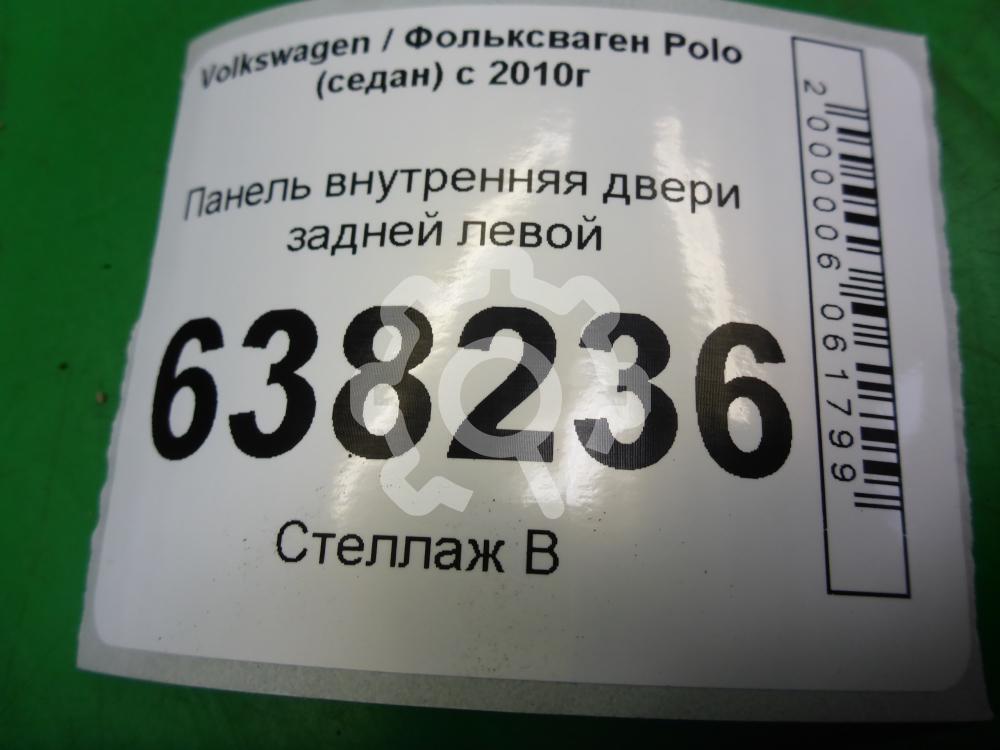 Volkswagen / Фольксваген Polo
(седан) с 2010г
Панель внутренняя двери
задней левой
638236
Стеллаж В
2000006061799